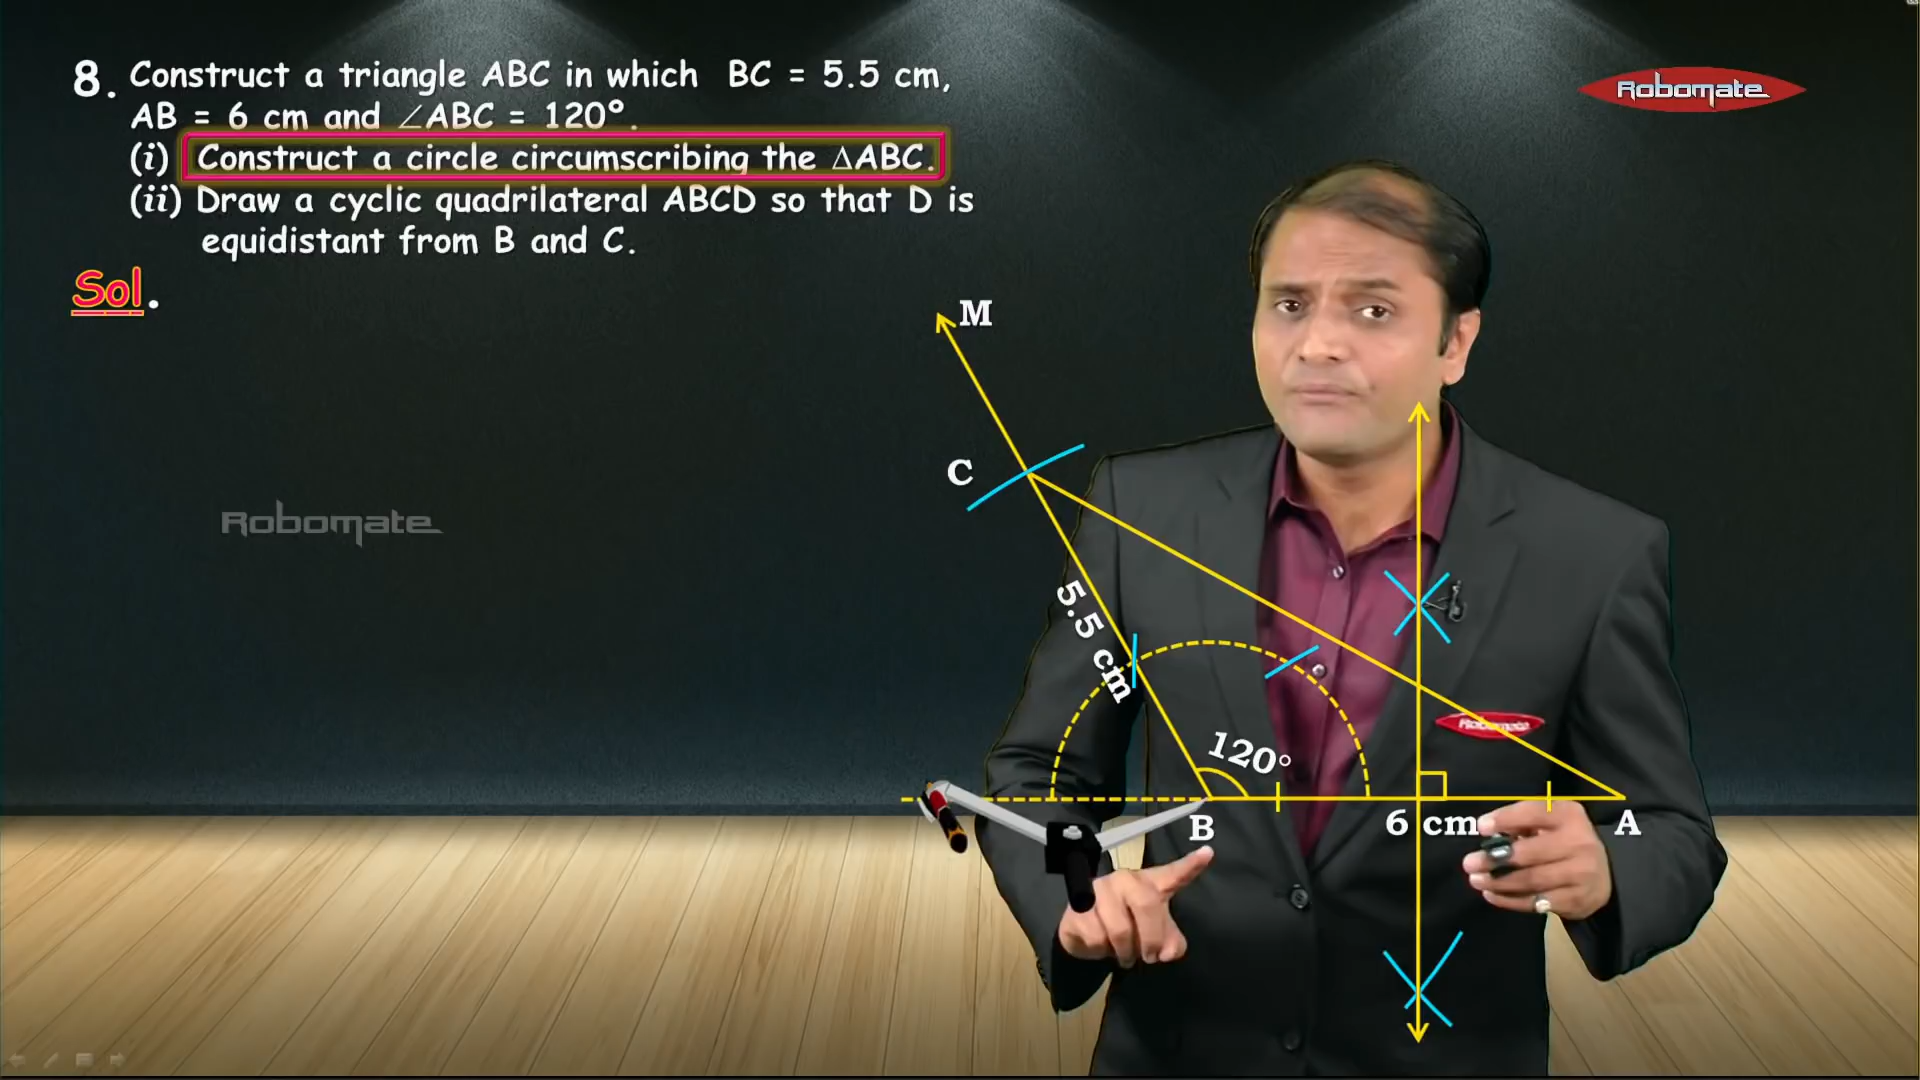 8. Construct a triangle ABC in which BC = 5.5 cm,
AB = 6 cm and ∠ABC = 120°.
(i) Construct a circle circumscribing the ΔABC.
(ii) Draw a cyclic quadrilateral ABCD so that D is
equidistant from B and C.
Sol.
Robomate
M
C
Robomate
5.5 cm
Robomate
120°
B
6 cm
A